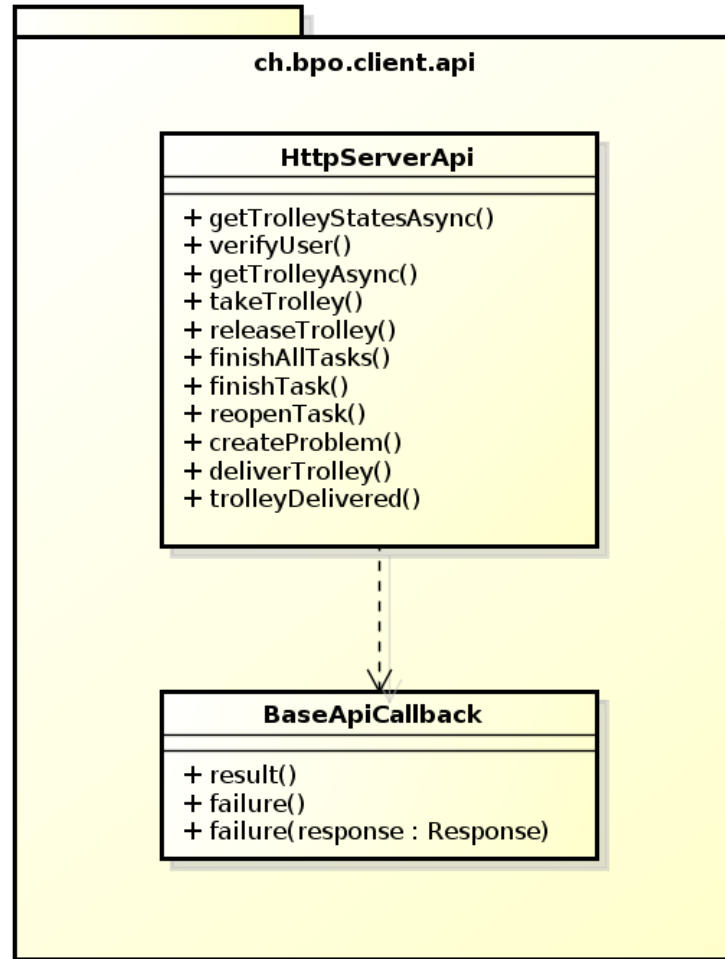 ch.bpo.client.api
HttpServerApi
+ getTrolleyStatesAsync()
+ verifyUser()
+ getTrolleyAsync()
+ takeTrolley()
+ releaseTrolley()
+ finishAllTasks()
+ finishTask()
+ reopenTask()
+ createProblem()
+ deliverTrolley()
+ trolleyDelivered()
BaseApiCallback
+ result()
+ failure()
+ failure(response : Response)